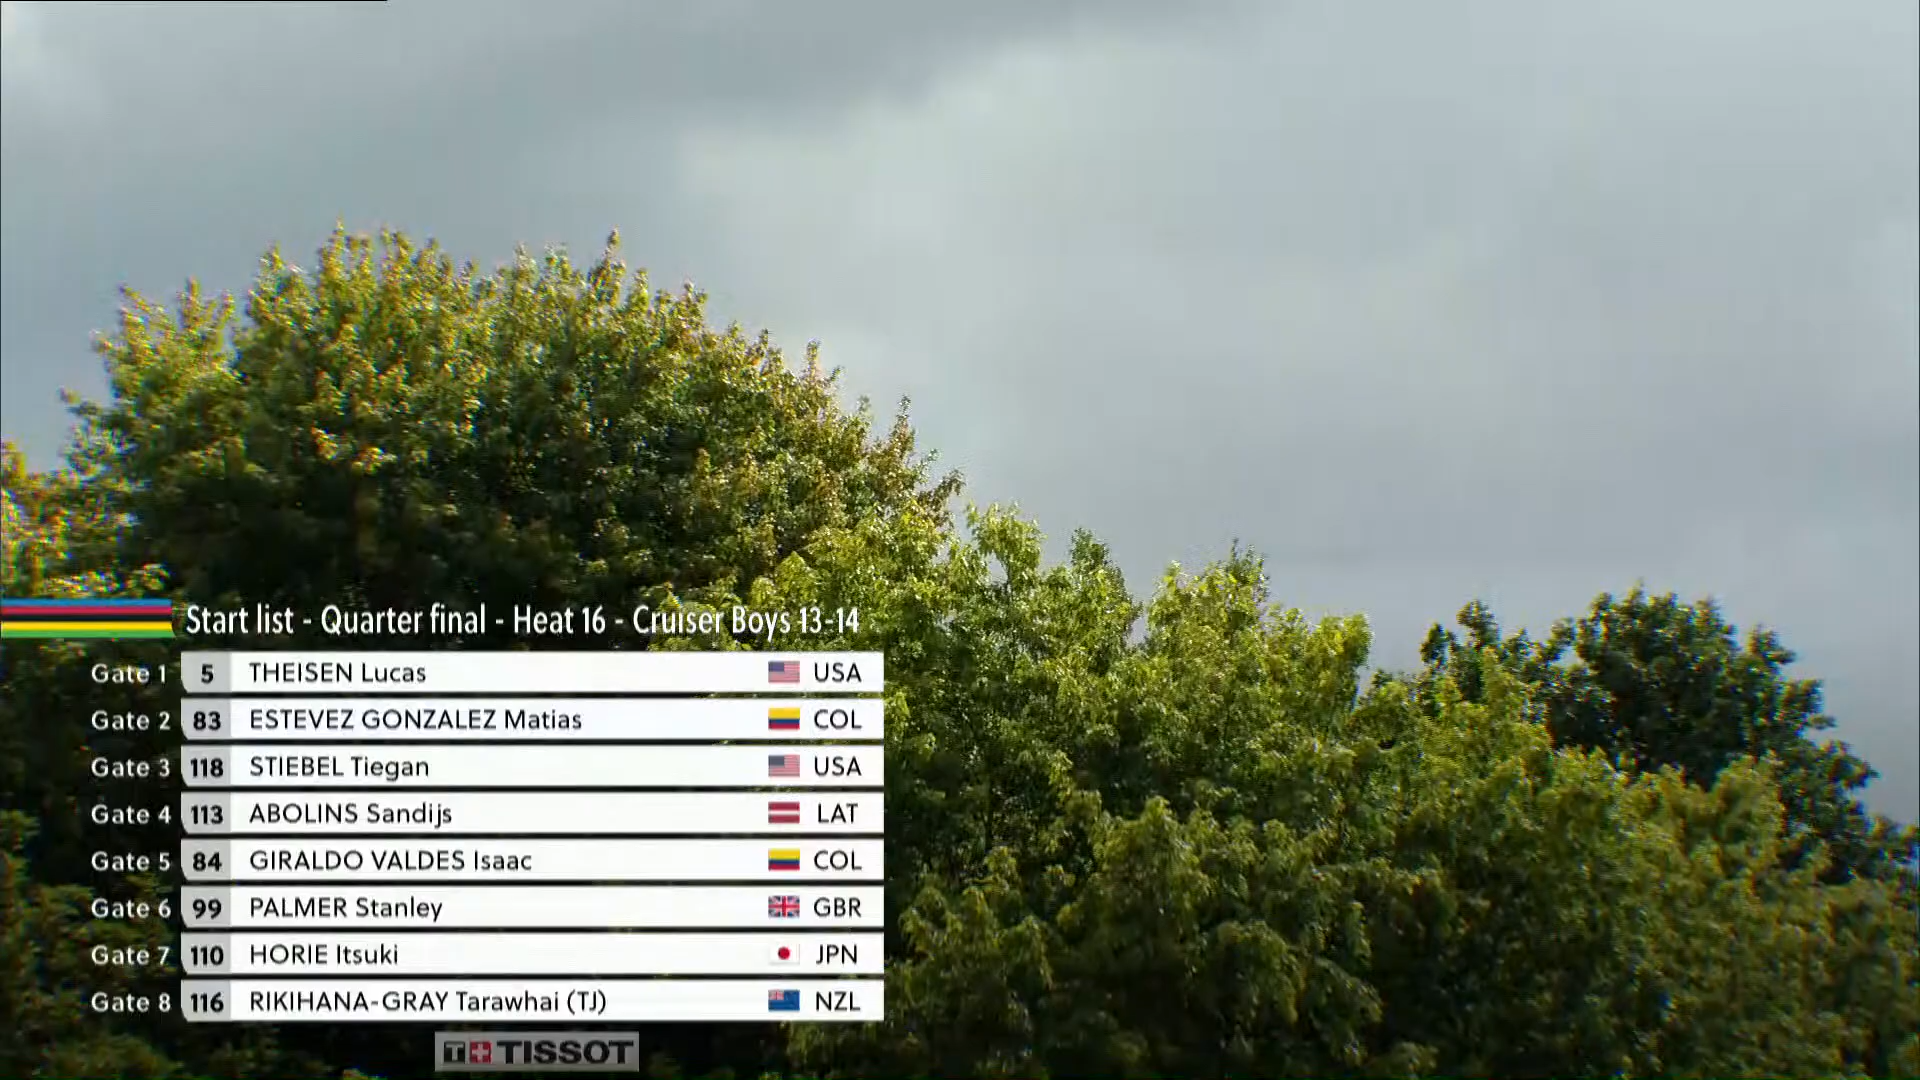 Start list - Quarter final - Heat 16 - Cruiser Boys 13-14
Gate 1 5 THEISEN Lucas USA
Gate 2 83 ESTEVEZ GONZALEZ Matias COL
Gate 3 118 STIEBEL Tiegan USA
Gate 4 113 ABOLINS Sandijs LAT
Gate 5 84 GIRALDO VALDES Isaac COL
Gate 6 99 PALMER Stanley GBR
Gate 7 110 HORIE Itsuki JPN
Gate 8 116 RIKIHANA-GRAY Tarawhai (TJ) NZL
T+ TISSOT